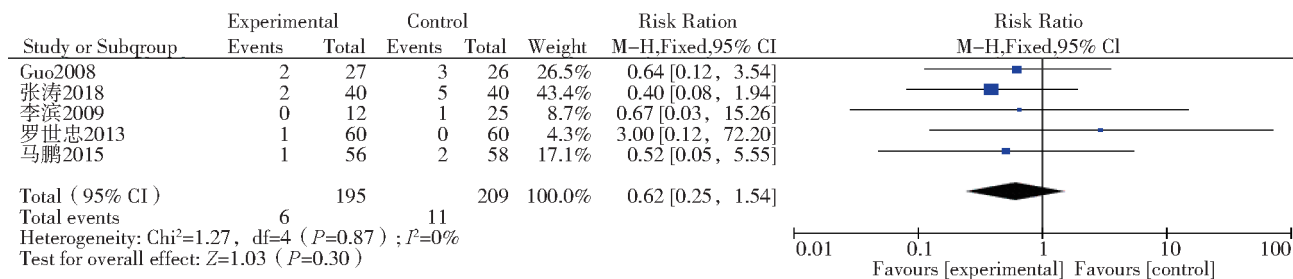 Experimental Control Risk Ration Risk Ratio
Study or Subgroup Events Total Events Total Weight M-H,Fixed,95% CI M-H,Fixed,95% CI
Guo2008 2 27 3 26 26.5% 0.64 [0.12, 3.54]
张涛2018 2 40 5 40 43.4% 0.40 [0.08, 1.94]
李滨2009 0 12 1 25 8.7% 0.67 [0.03, 15.26]
罗世忠2013 1 60 0 60 4.3% 3.00 [0.12, 72.20]
马鹏2015 1 56 2 58 17.1% 0.52 [0.05, 5.55]
Total (95% CI) 195 209 100.0% 0.62 [0.25, 1.54]
Total events 6 11
Heterogeneity: Chi²=1.27, df=4 (P=0.87); I²=0%
Test for overall effect: Z=1.03 (P=0.30)
0.01 0.1 1 10 100
Favours [experimental] Favours [control]